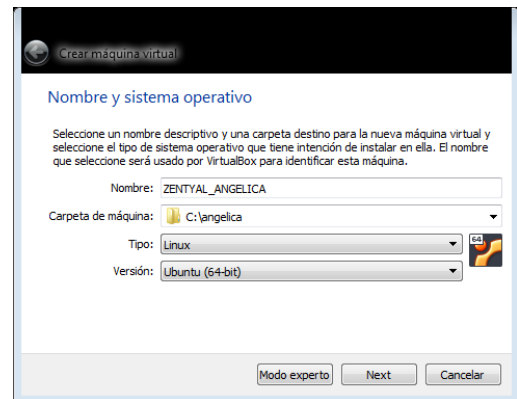 Crear máquina virtual
Nombre y sistema operativo
Seleccione un nombre descriptivo y una carpeta destino para la nueva máquina virtual y
seleccione el tipo de sistema operativo que tiene intención de instalar en ella. El nombre
que seleccione será usado por VirtualBox para identificar esta máquina.
Nombre: ZENTYAL_ANGELICA
Carpeta de máquina: C:\angelica
Tipo: Linux
64
Versión: Ubuntu (64-bit)
Modo experto Next Cancelar